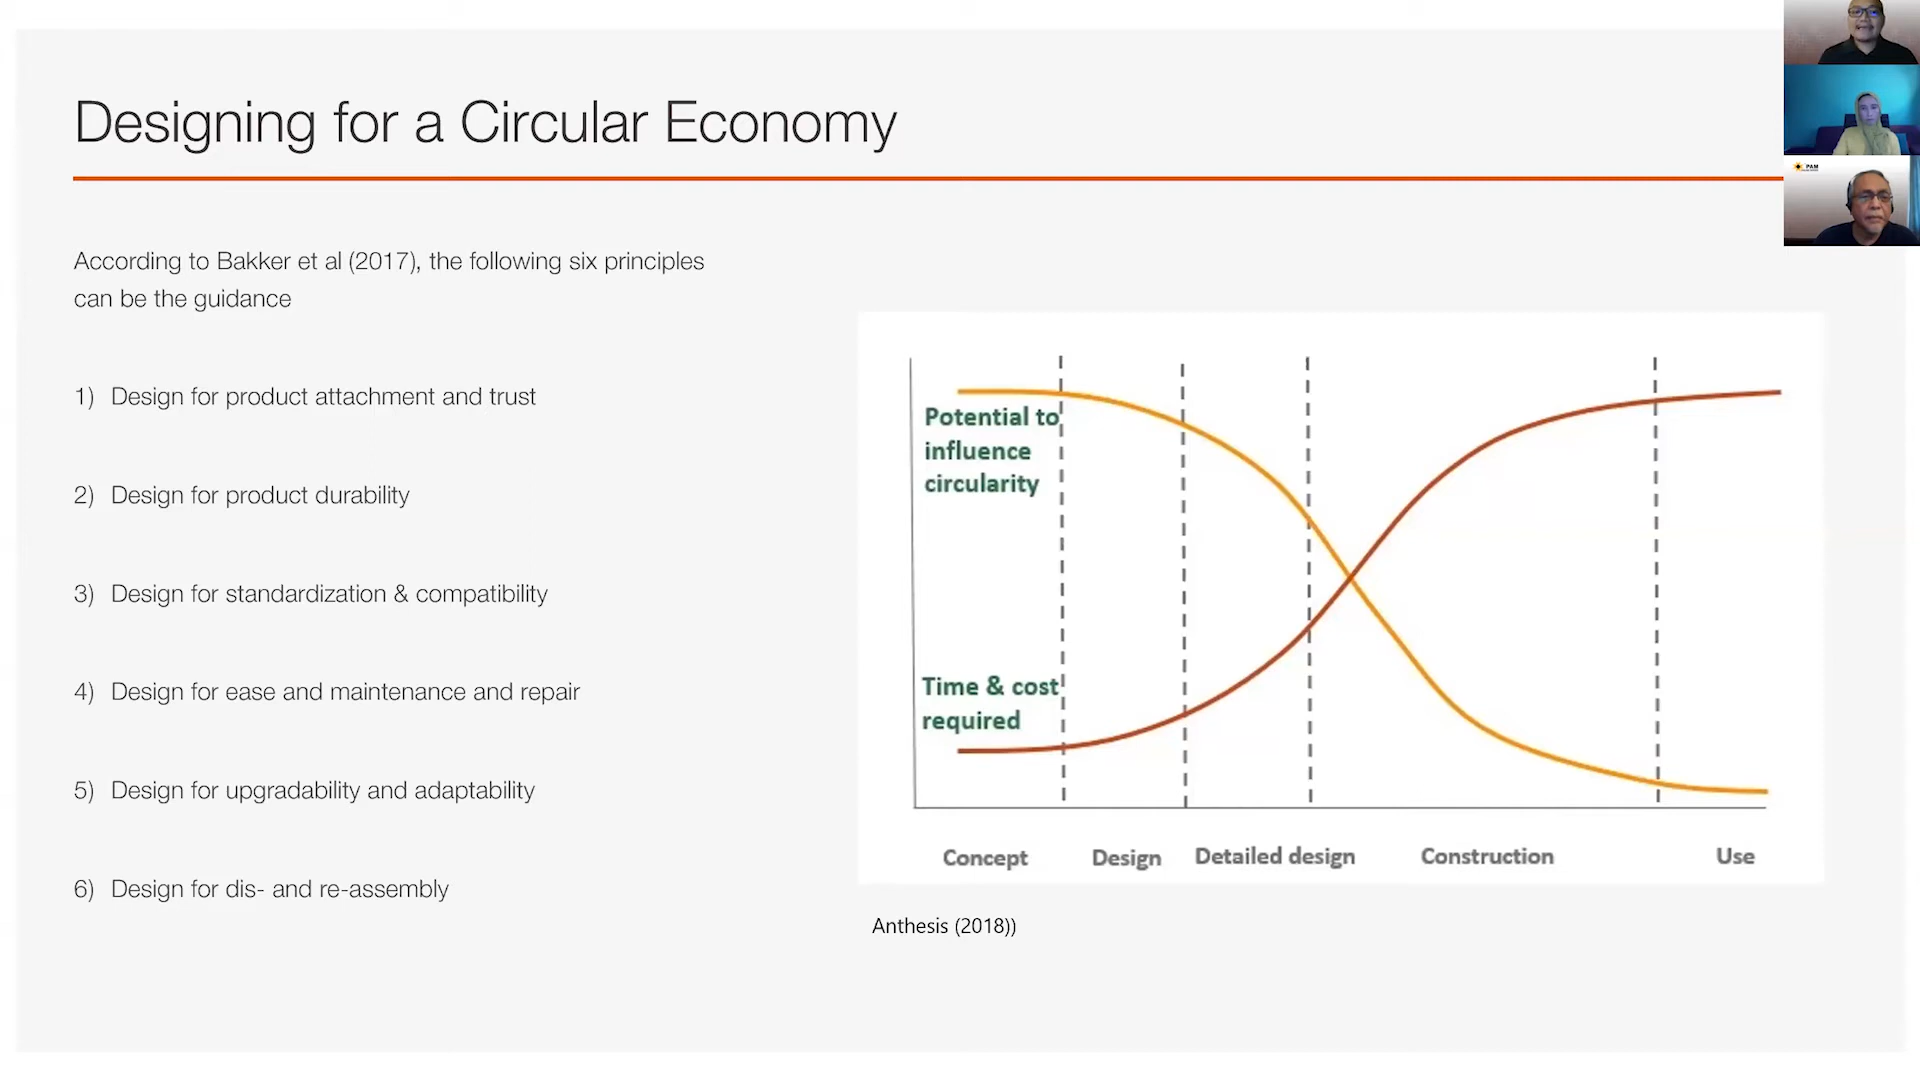 Designing for a Circular Economy
PAM
According to Bakker et al (2017), the following six principles
can be the guidance
1) Design for product attachment and trust
2) Design for product durability
3) Design for standardization & compatibility
4) Design for ease and maintenance and repair
5) Design for upgradability and adaptability
6) Design for dis- and re-assembly
Potential to
influence
circularity
Time & cost
required
Concept
Design
Detailed design
Construction
Use
Anthesis (2018))